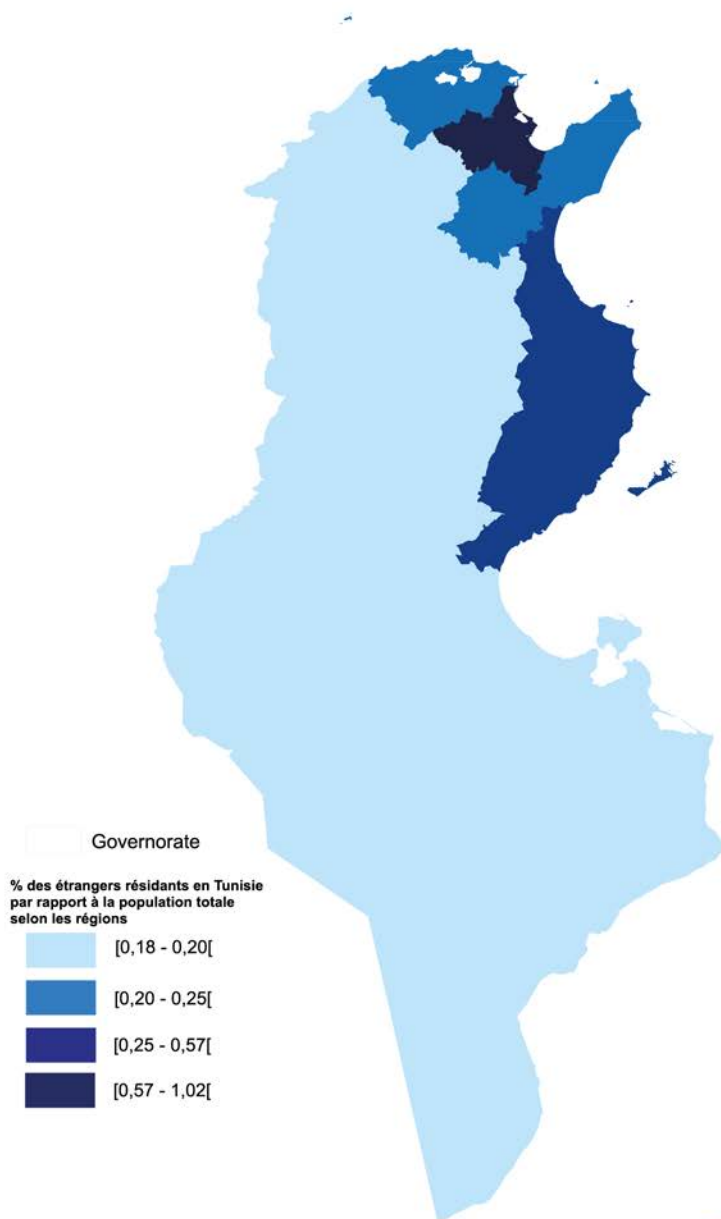 Governorate
% des étrangers résidants en Tunisie
par rapport à la population totale
selon les régions
[0,18 - 0,20[
[0,20 - 0,25[
[0,25 - 0,57[
[0,57 - 1,02[